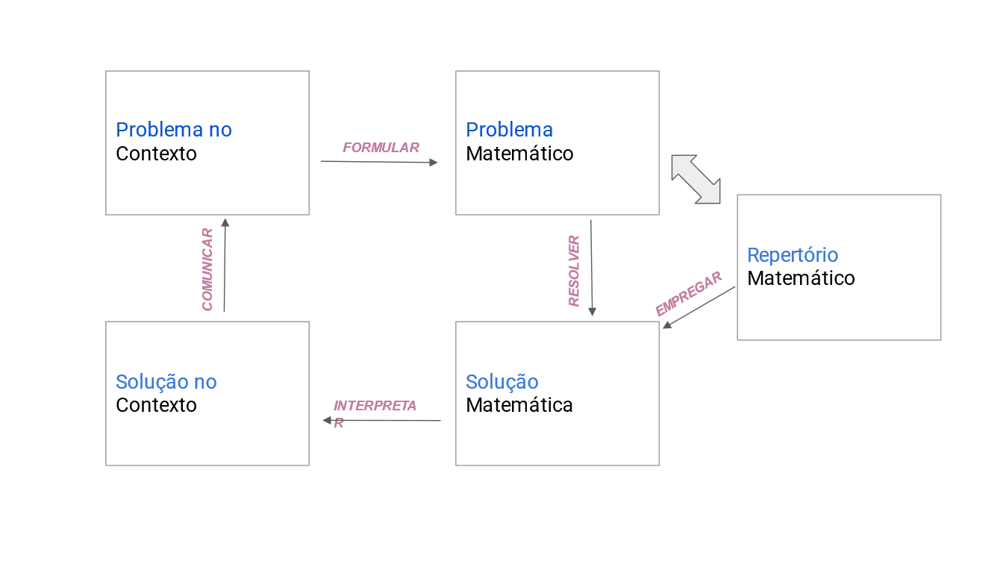 Problema no
Contexto
FORMULAR
Problema
Matemático
COMUNICAR
RESOLVER
EMPREGAR
Repertório
Matemático
Solução no
Contexto
INTERPRETA
R
Solução
Matemática